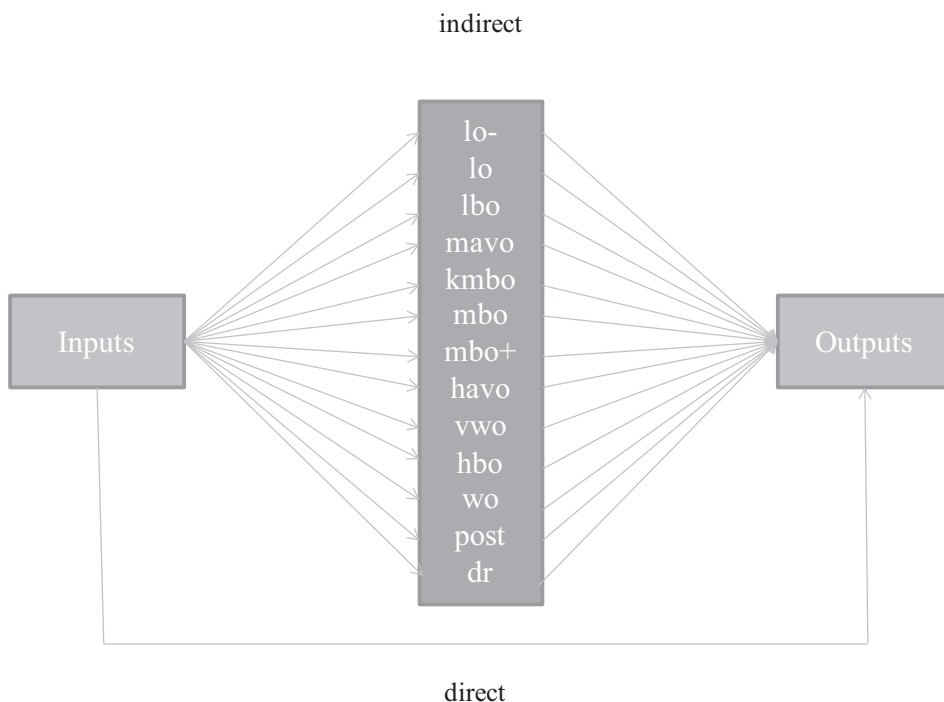 indirect
lo-
lo
lbo
mavo
kmbo
mbo
mbo+
havo
vwo
hbo
wo
post
dr
Inputs
Outputs
direct